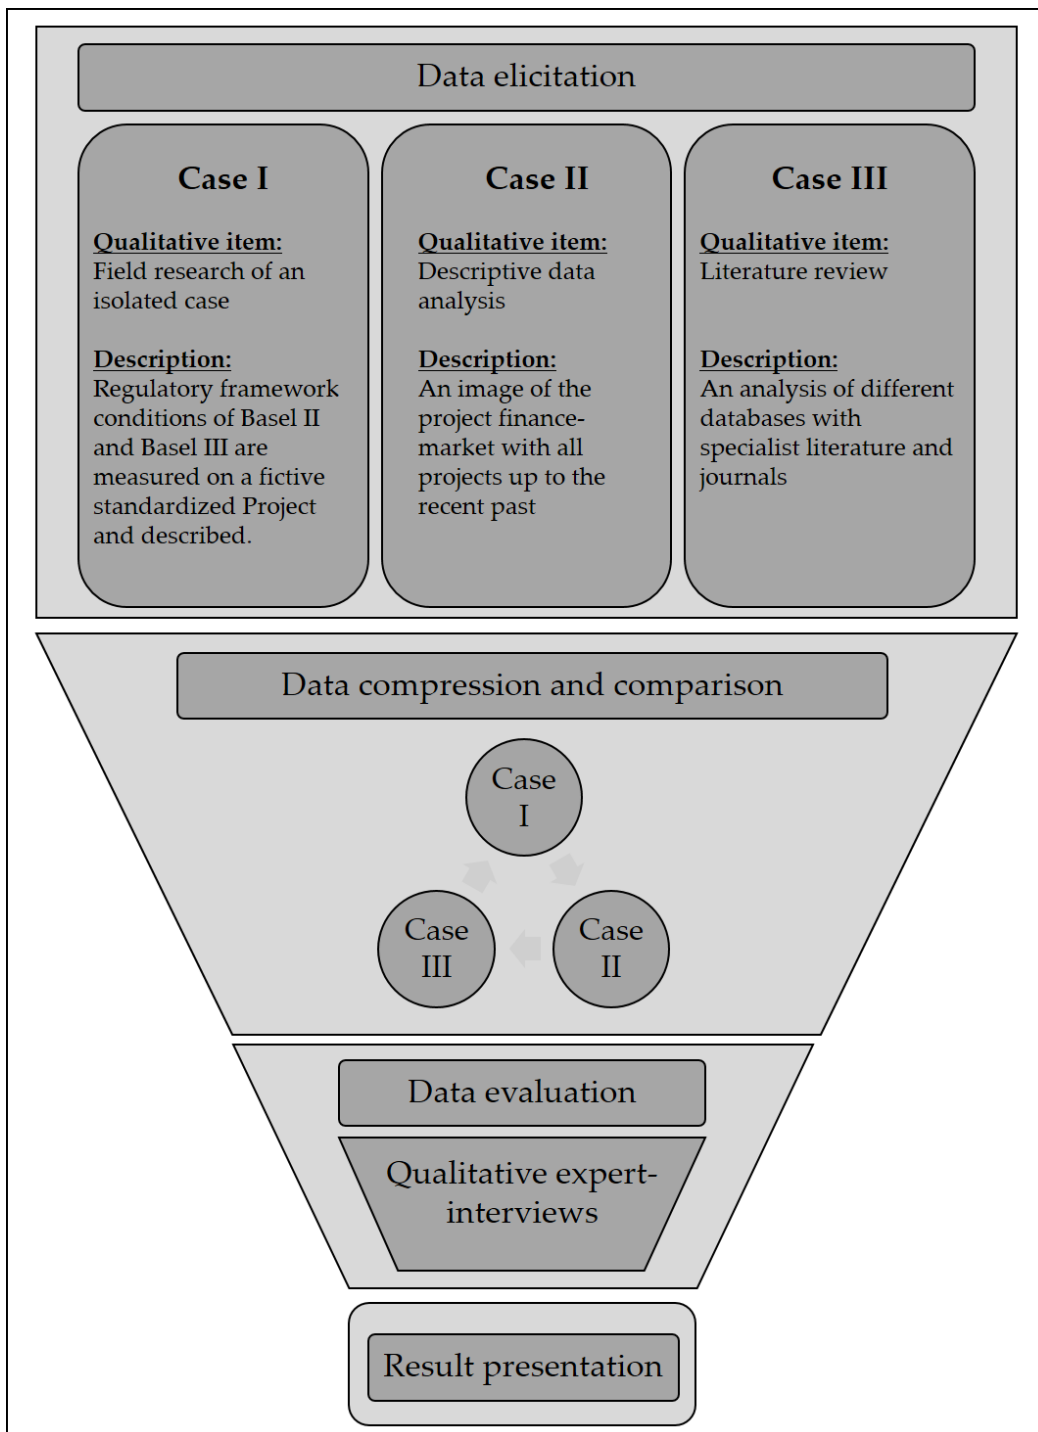 Data elicitation
Case I
Qualitative item:
Field research of an
isolated case
Description:
Regulatory framework
conditions of Basel II
and Basel III are
measured on a fictive
standardized Project
and described.
Case II
Qualitative item:
Descriptive data
analysis
Description:
An image of the
project finance-
market with all
projects up to the
recent past
Case III
Qualitative item:
Literature review
Description:
An analysis of different
databases with
specialist literature and
journals
Data compression and comparison
Case
I
Case
III
Case
II
Data evaluation
Qualitative expert-
interviews
Result presentation